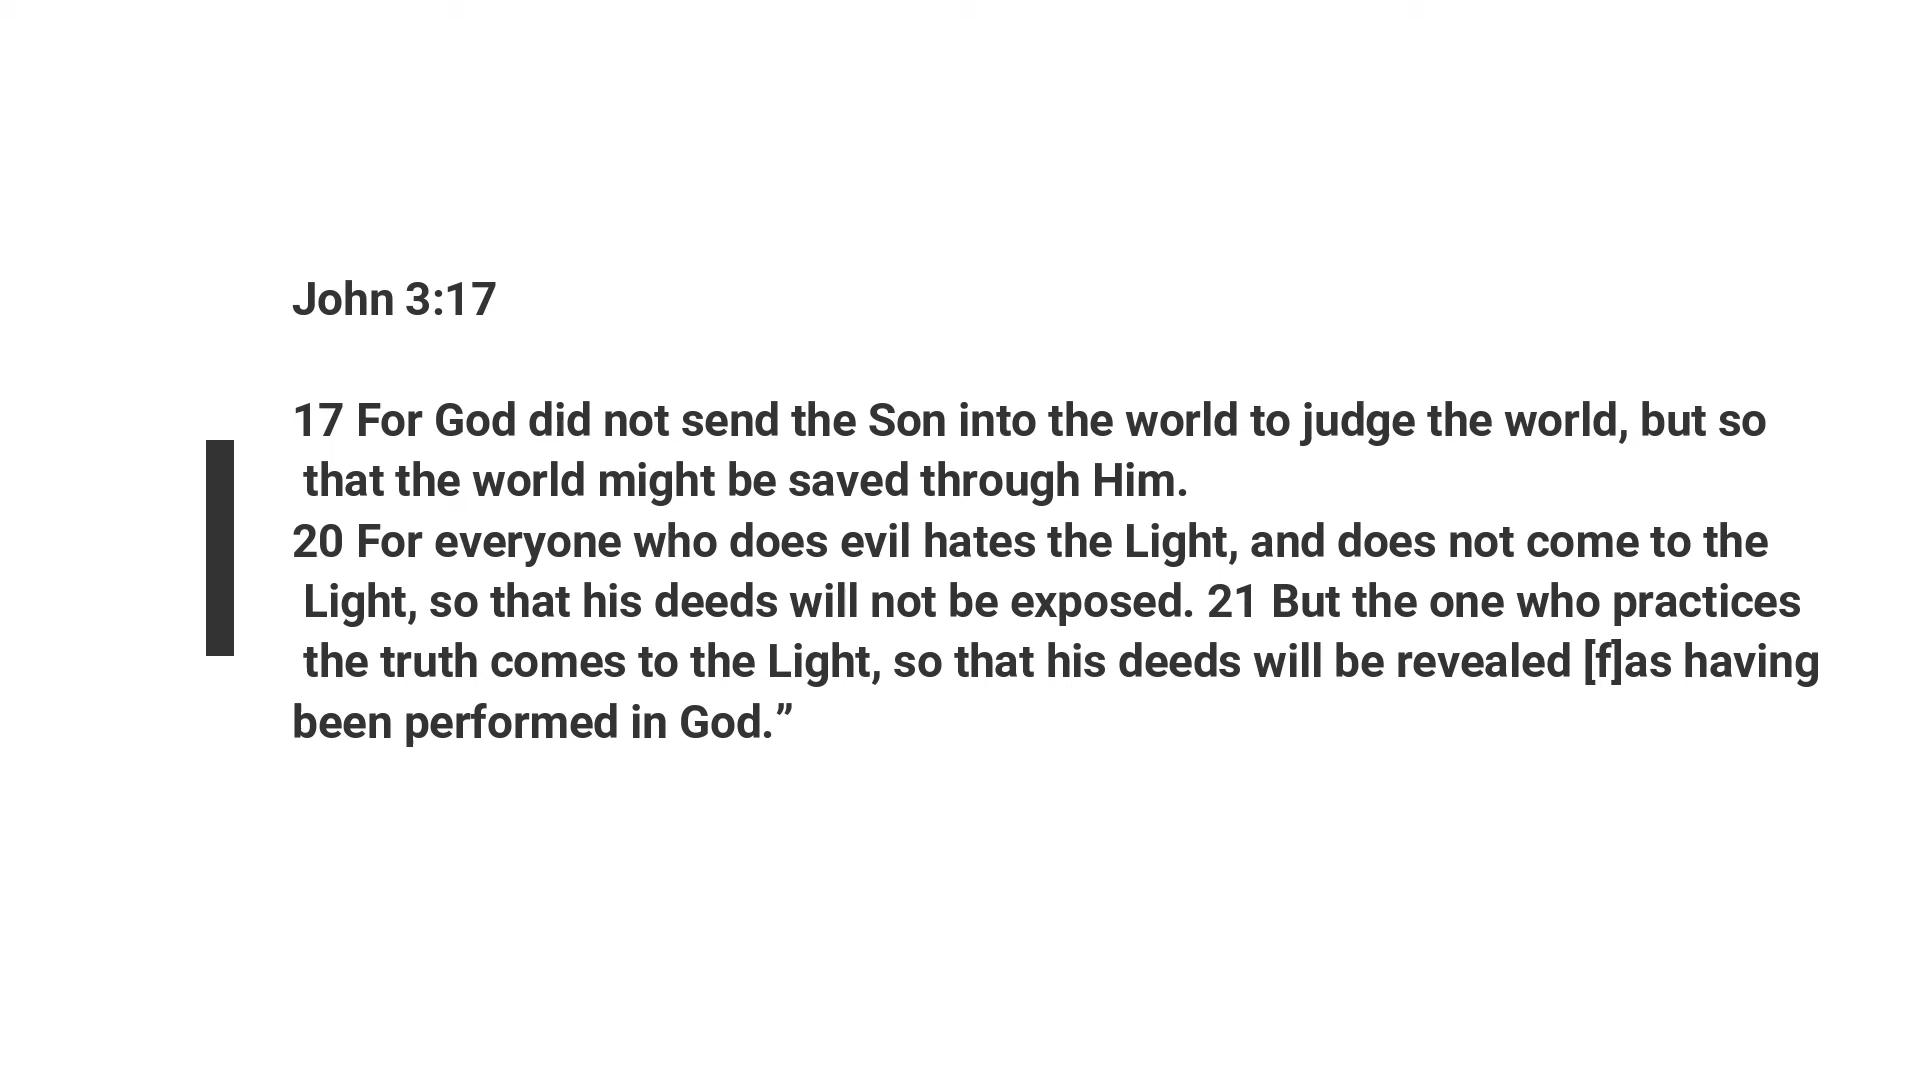 John 3:17
17 For God did not send the Son into the world to judge the world, but so
that the world might be saved through Him.
20 For everyone who does evil hates the Light, and does not come to the
Light, so that his deeds will not be exposed. 21 But the one who practices
the truth comes to the Light, so that his deeds will be revealed [f]as having
been performed in God.”